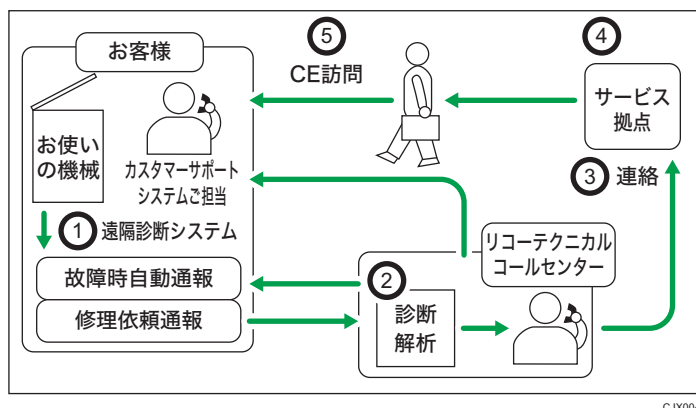 お客様
⑤
CE訪問
④
サービス
拠点
お使い
の機械
カスタマーサポート
システムご担当
③ 連絡
① 遠隔診断システム
リコーテクニカル
コールセンター
故障時自動通報
②
修理依頼通報
診断
解析